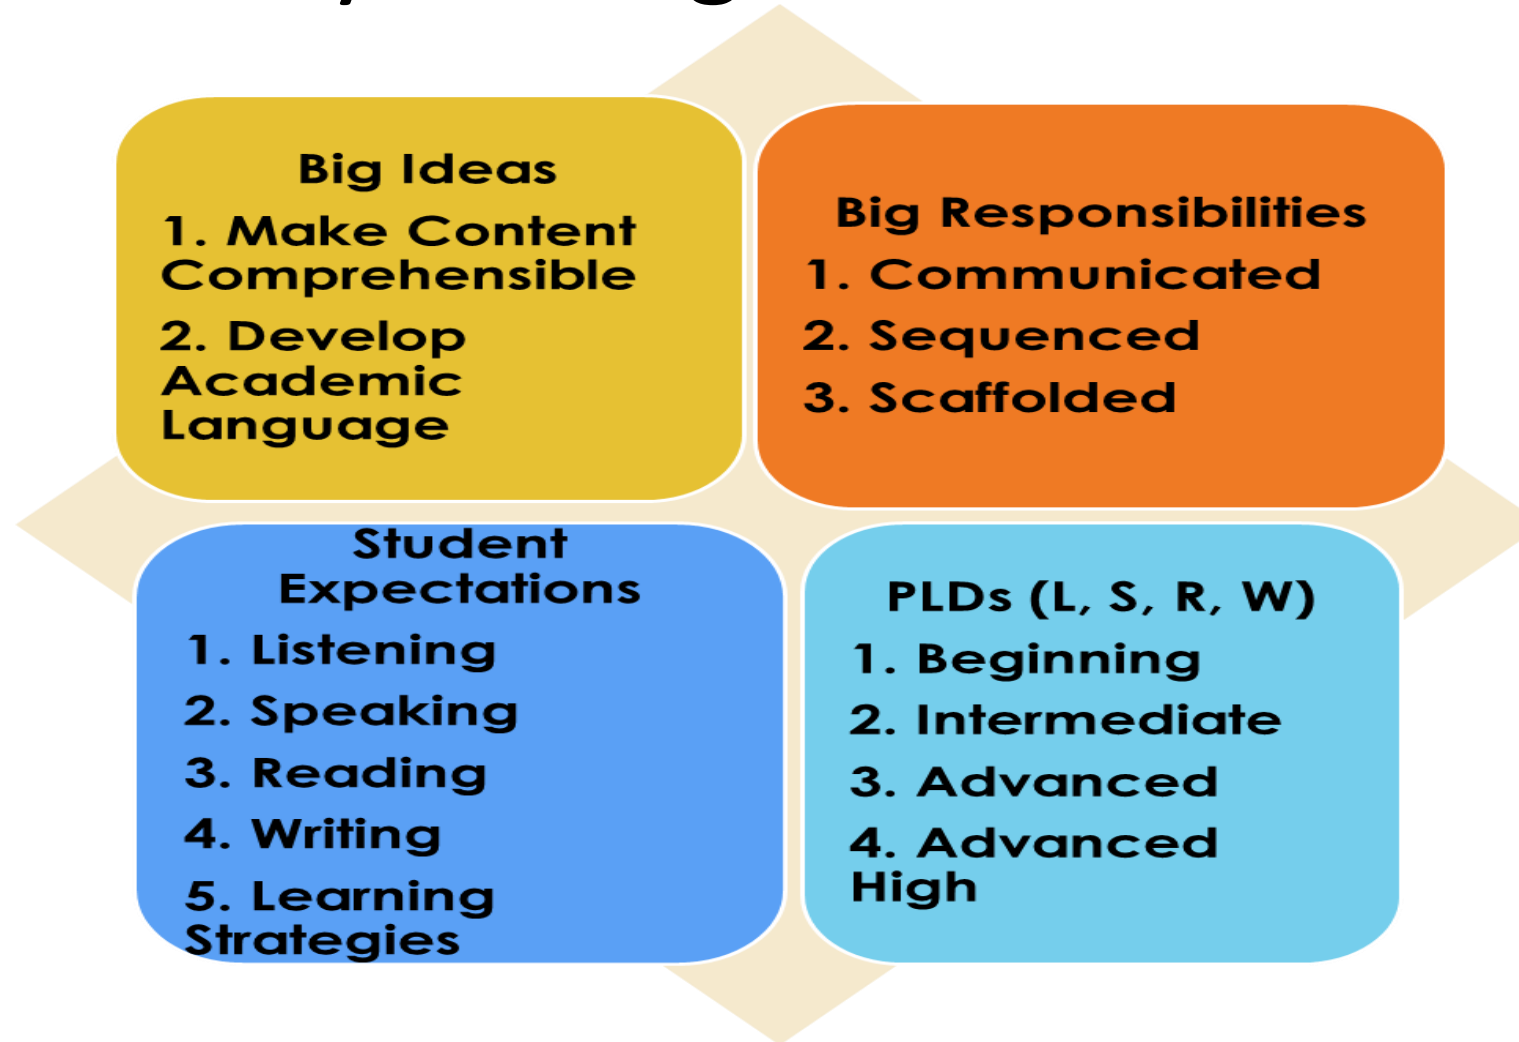 Big Ideas
1. Make Content
Comprehensible
2. Develop
Academic
Language
Big Responsibilities
1. Communicated
2. Sequenced
3. Scaffolded
Student
Expectations
1. Listening
2. Speaking
3. Reading
4. Writing
5. Learning
Strategies
PLDs (L, S, R, W)
1. Beginning
2. Intermediate
3. Advanced
4. Advanced
High